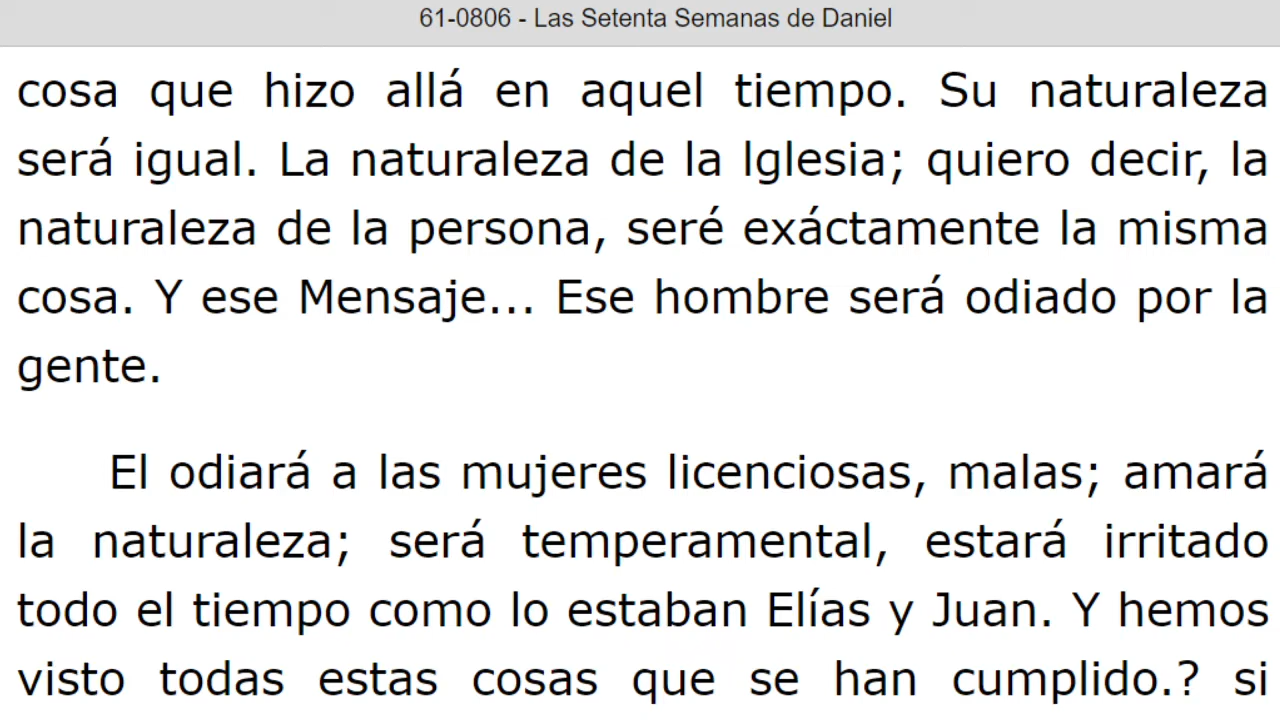 61-0806 - Las Setenta Semanas de Daniel
cosa que hizo allá en aquel tiempo. Su naturaleza
será igual. La naturaleza de la lglesia; quiero decir, la
naturaleza de la persona, seré exáctamente la misma
cosa. Y ese Mensaje... Ese hombre será odiado por la
gente.
El odiará a las mujeres licenciosas, malas; amará
la naturaleza; será temperamental, estará irritado
todo el tiempo como lo estaban Elías y Juan. Y hemos
visto todas estas cosas que se han cumplido.? si